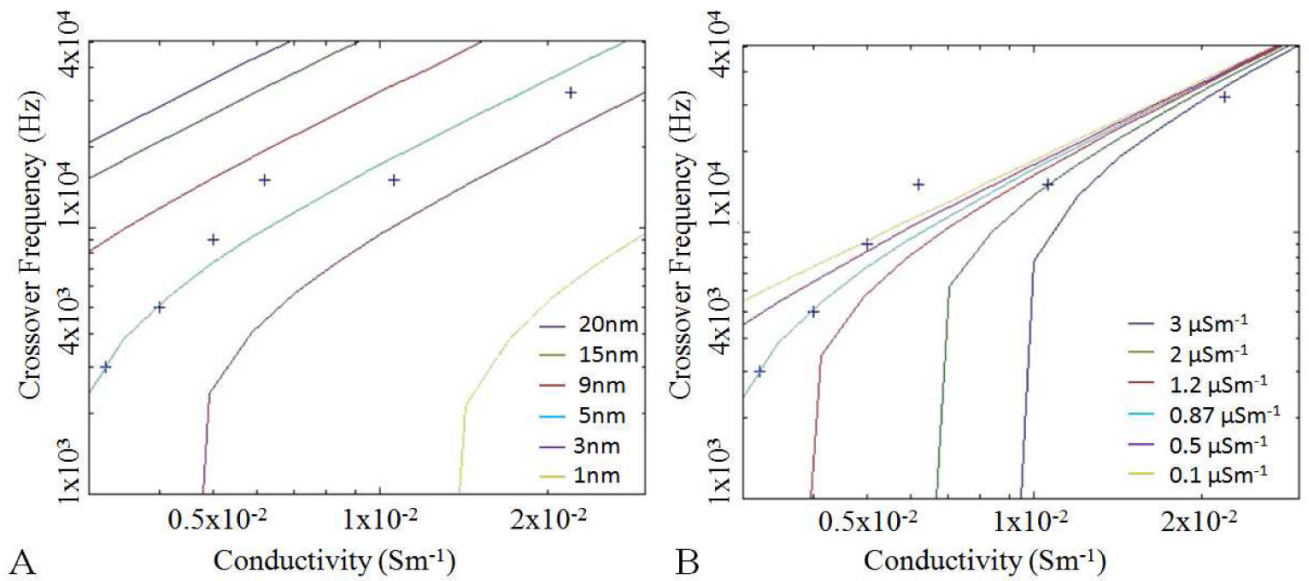 Crossover Frequency (Hz)
4x10⁴
1x10⁴
4x10³
1x10³
20nm
15nm
9nm
5nm
3nm
1nm
0.5x10⁻²
1x10⁻²
2x10⁻²
Conductivity (Sm⁻¹)
A
Crossover Frequency (Hz)
4x10⁴
1x10⁴
4x10³
1x10³
3 µSm⁻¹
2 µSm⁻¹
1.2 µSm⁻¹
0.87 µSm⁻¹
0.5 µSm⁻¹
0.1 µSm⁻¹
0.5x10⁻²
1x10⁻²
2x10⁻²
Conductivity (Sm⁻¹)
B